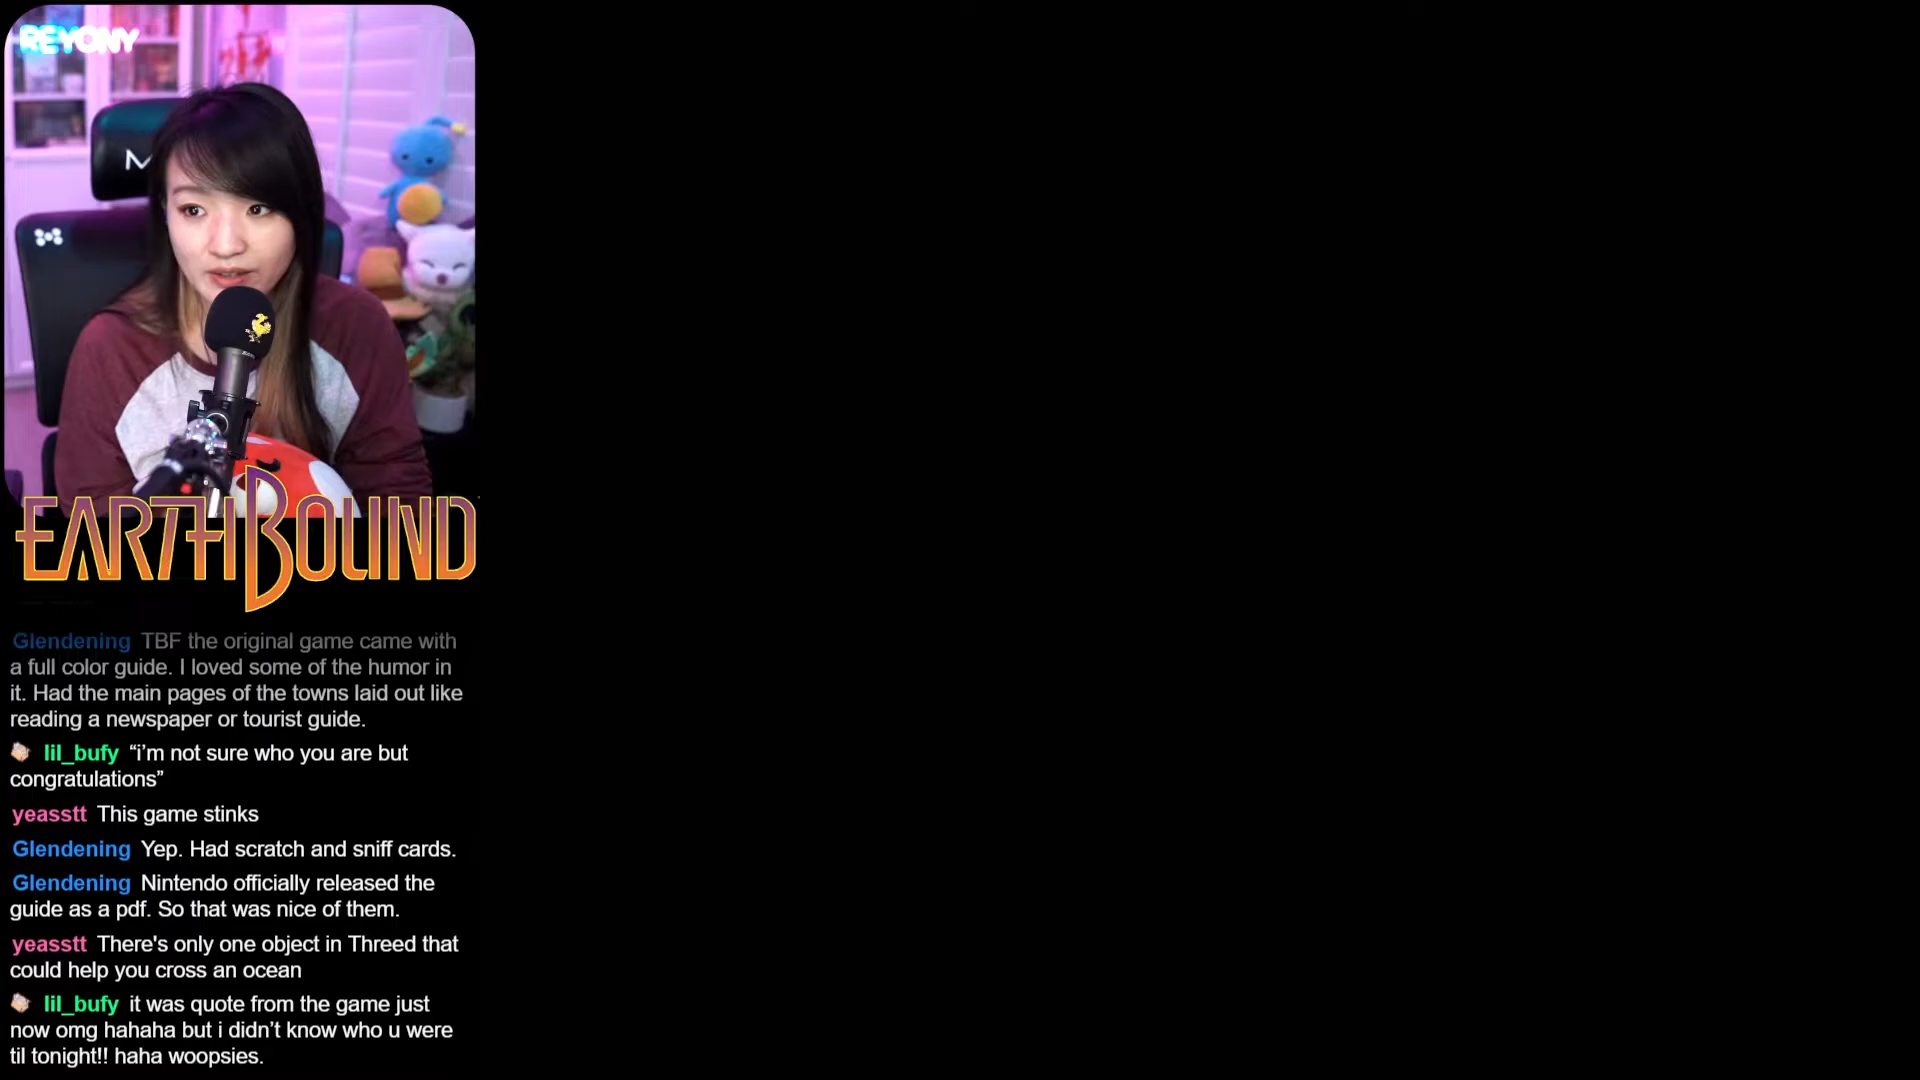 REYONY
M
EARTHBOUND
Glendening TBF the original game came with
a full color guide. I loved some of the humor in
it. Had the main pages of the towns laid out like
reading a newspaper or tourist guide.
lil_bufy “i’m not sure who you are but
congratulations”
yeasstt This game stinks
Glendening Yep. Had scratch and sniff cards.
Glendening Nintendo officially released the
guide as a pdf. So that was nice of them.
yeasstt There's only one object in Threed that
could help you cross an ocean
lil_bufy it was quote from the game just
now omg hahaha but i didn’t know who u were
til tonight!! haha woopsies.